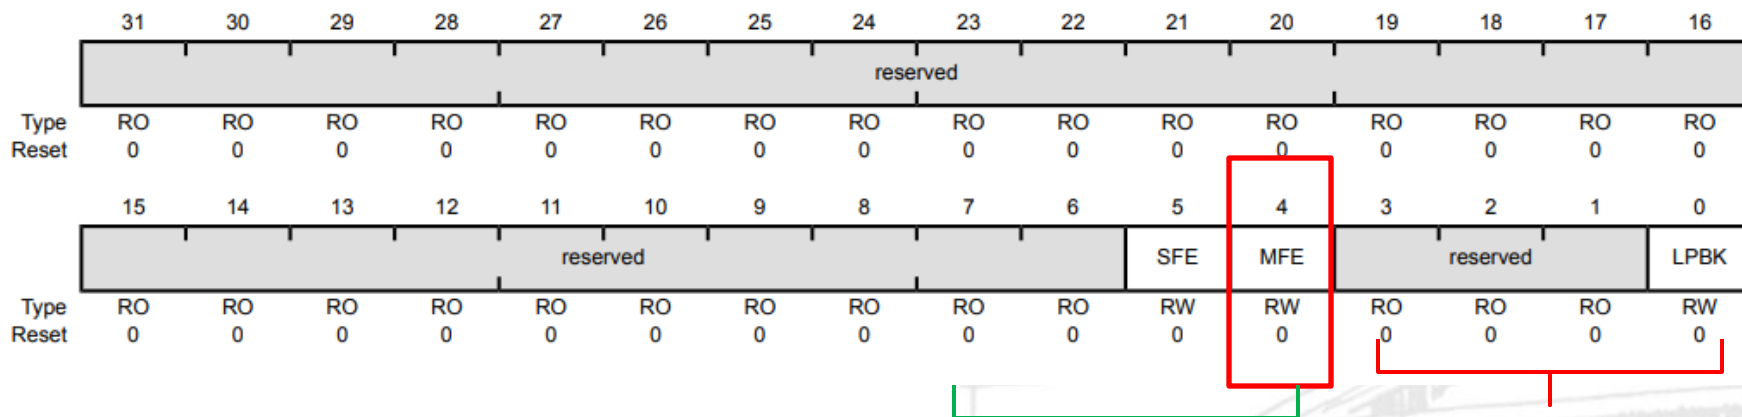 31 30 29 28 27 26 25 24 23 22 21 20 19 18 17 16
reserved
Type RO RO RO RO RO RO RO RO RO RO RO RO RO RO RO RO
Reset 0 0 0 0 0 0 0 0 0 0 0 0 0 0 0 0
15 14 13 12 11 10 9 8 7 6 5 4 3 2 1 0
reserved SFE MFE reserved LPBK
Type RO RO RO RO RO RO RO RO RO RO RW RW RO RO RO RW
Reset 0 0 0 0 0 0 0 0 0 0 0 0 0 0 0 0